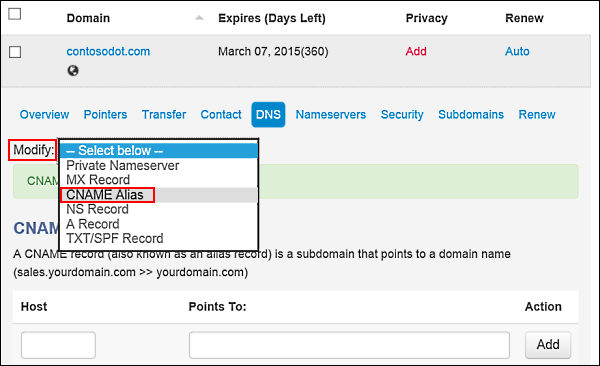 Domain Expires (Days Left) Privacy Renew
contosodot.com March 07, 2015(360) Add Auto
Overview Pointers Transfer Contact DNS Nameservers Security Subdomains Renew
Modify: -- Select below --
Private Nameserver
MX Record
CNAM
CNAME Alias
NS Record
A Record
TXT/SPF Record
CNAM
A CNAME record (also known as an alias record) is a subdomain that points to a domain name
(sales.yourdomain.com >> yourdomain.com)
Host Points To: Action
Add